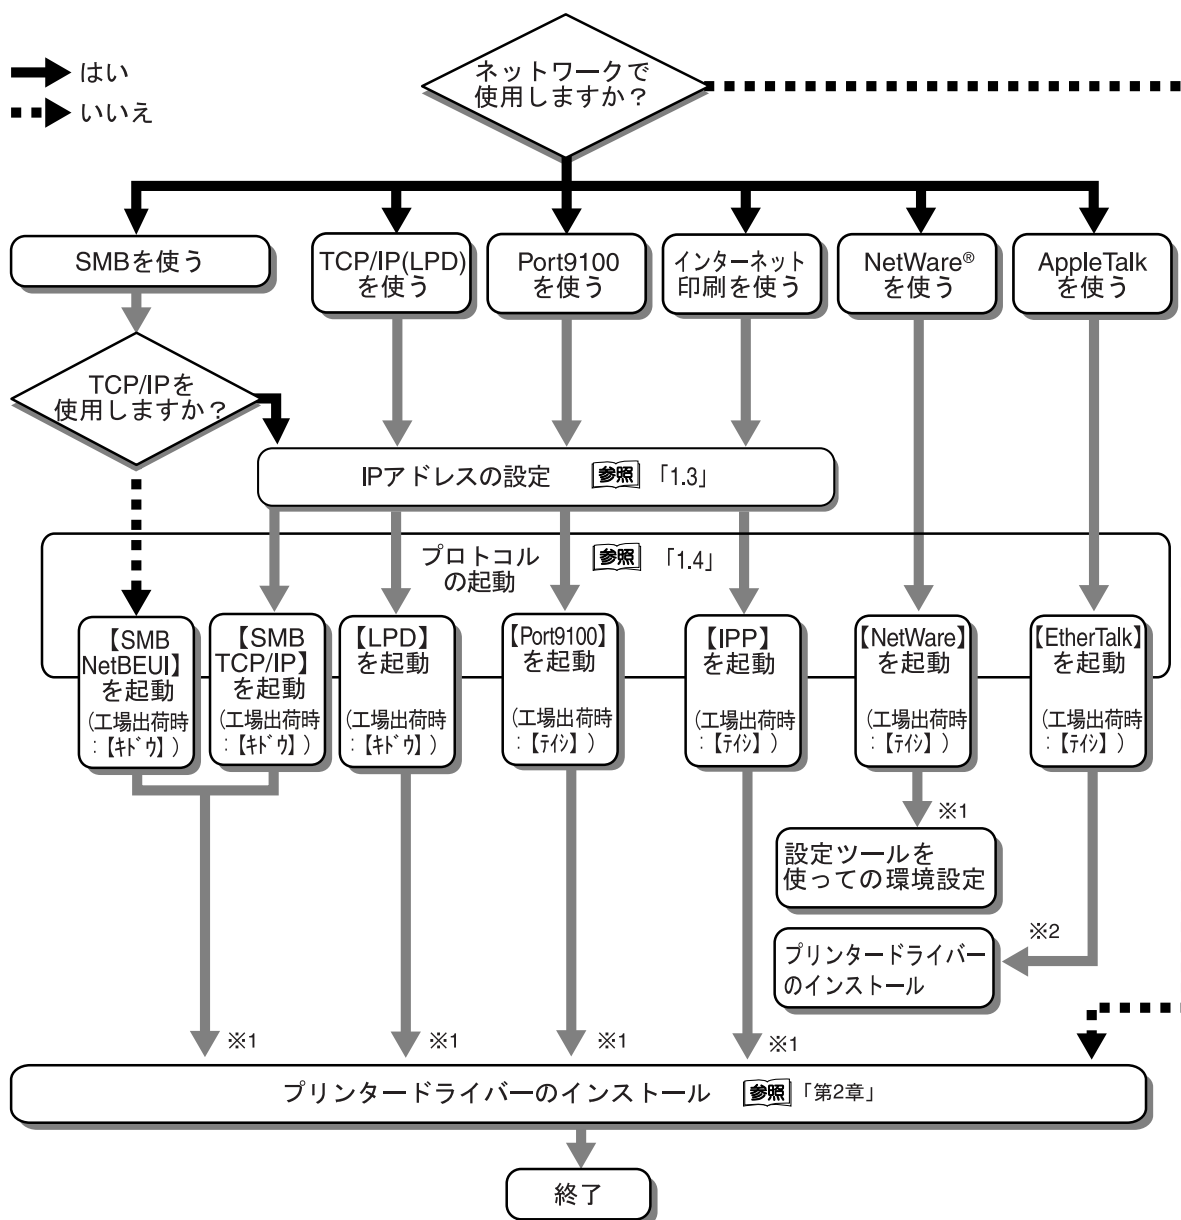 はい
いいえ
ネットワークで
使用しますか？
SMBを使う
TCP/IP(LPD)
を使う
Port9100
を使う
インターネット
印刷を使う
NetWare®
を使う
AppleTalk
を使う
TCP/IPを
使用しますか？
IPアドレスの設定 参照 「1.3」
プロトコル
の起動
参照 「1.4」
【SMB
NetBEUI】
を起動
(工場出荷時
:【ｷﾄﾞｳ】)
【SMB
TCP/IP】
を起動
(工場出荷時
:【ｷﾄﾞｳ】)
【LPD】
を起動
(工場出荷時
:【ｷﾄﾞｳ】)
【Port9100】
を起動
(工場出荷時
:【ﾃｲｼ】)
【IPP】
を起動
(工場出荷時
:【ﾃｲｼ】)
【NetWare】
を起動
(工場出荷時
:【ﾃｲｼ】)
【EtherTalk】
を起動
(工場出荷時
:【ﾃｲｼ】)
※1
設定ツールを
使っての環境設定
※2
プリンタードライバー
のインストール
※1
※1
※1
※1
プリンタードライバーのインストール 参照 「第2章」
終了